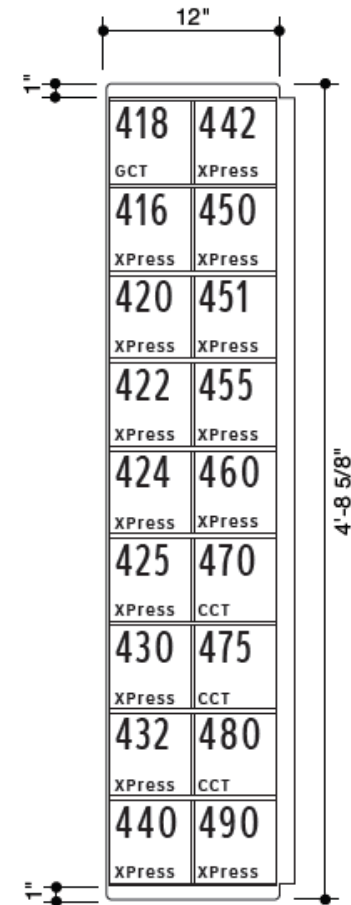 12"
1"
418 442
GCT XPress
416 450
XPress XPress
420 451
XPress XPress
422 455
XPress XPress
424 460
XPress XPress
425 470
XPress CCT
430 475
XPress CCT
432 480
XPress CCT
440 490
XPress XPress
4'-8 5/8"
1"